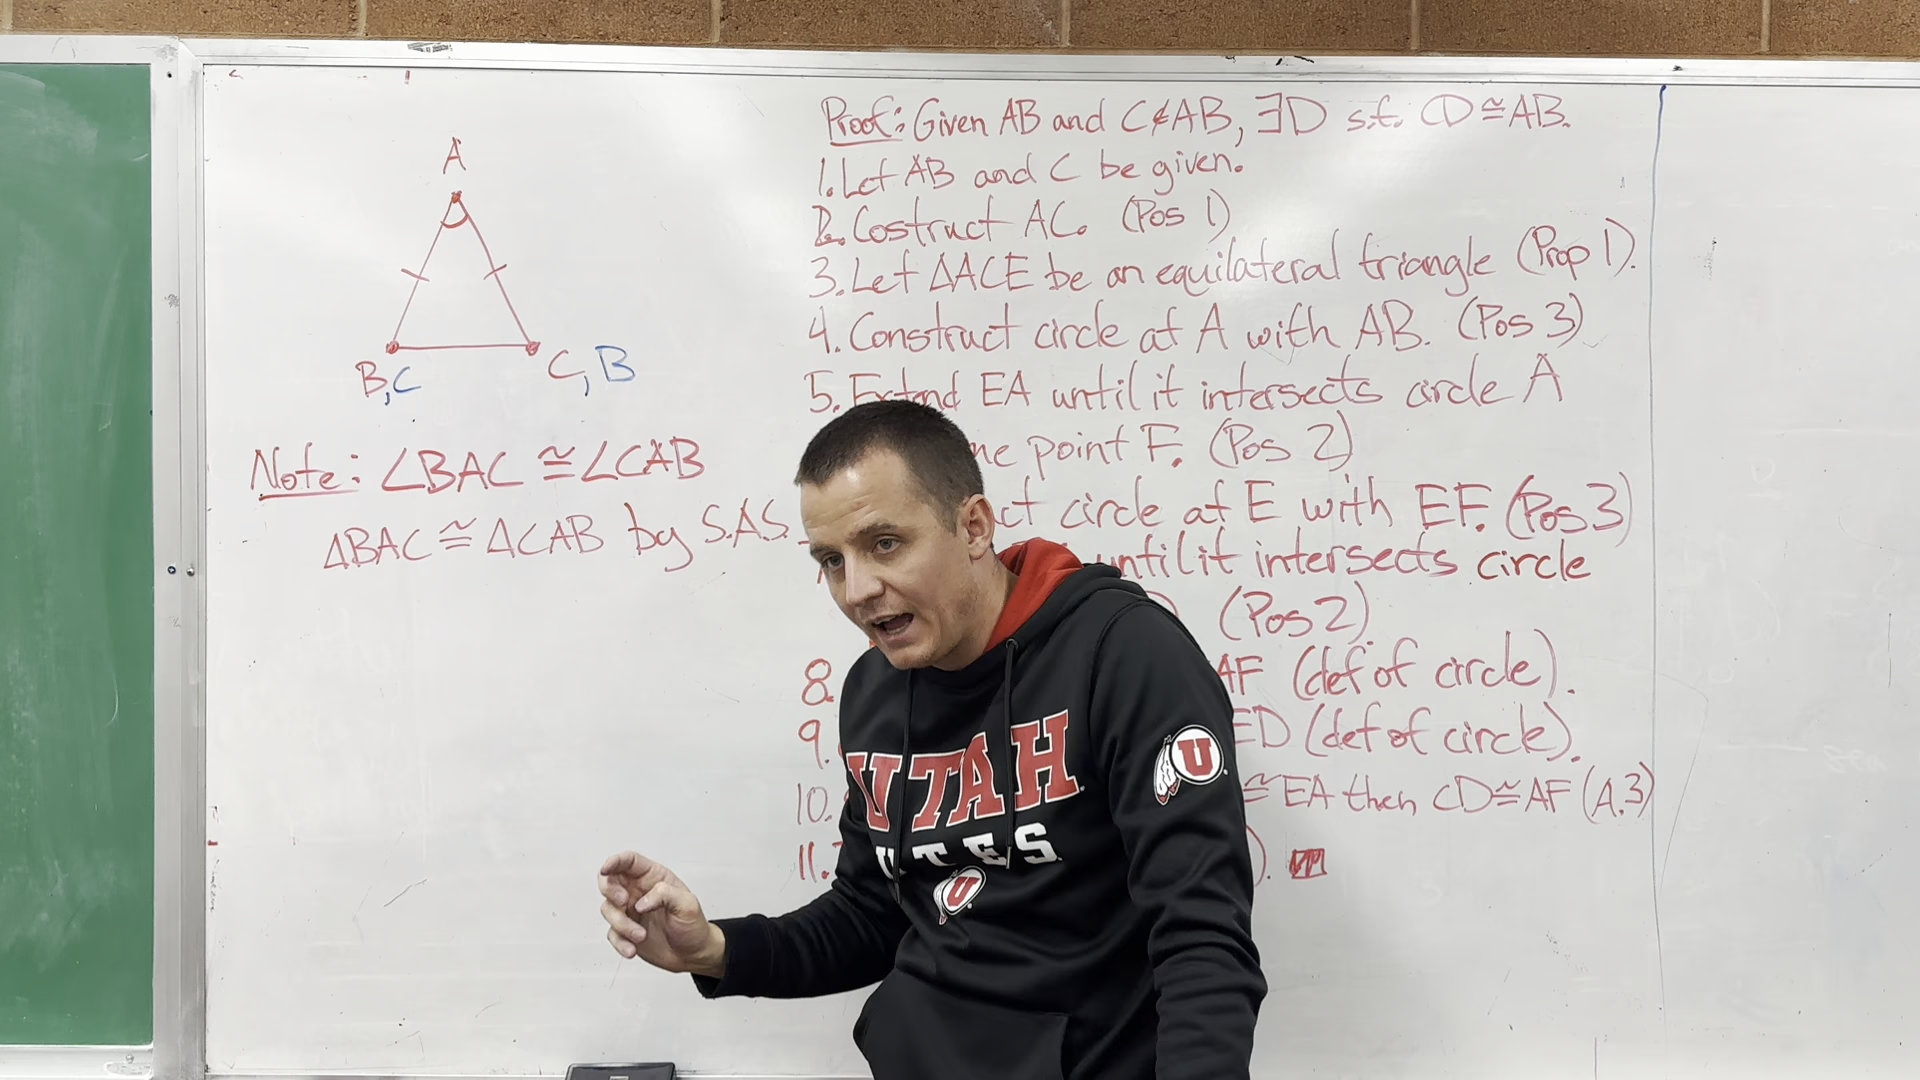 A
B,C
C,B
Note: ∠BAC ≅ ∠CAB
△BAC ≅ △CAB by S.A.S.
Proof: Given AB and C∉AB, ∃D s.t. CD≅AB.
1. Let AB and C be given.
2. Costruct AC. (Pos 1)
3. Let △ACE be an equilateral triangle (Prop 1).
4. Construct circle at A with AB. (Pos 3)
5. Extend EA until it intersects circle A
point F. (Pos 2)
circle at E with EF. (Pos 3)
until it intersects circle
(Pos 2).
8. AF (def of circle).
9. ED (def of circle).
10. ≅EA then CD≅AF (A.3)
11.
UTAH
UTES
U
U